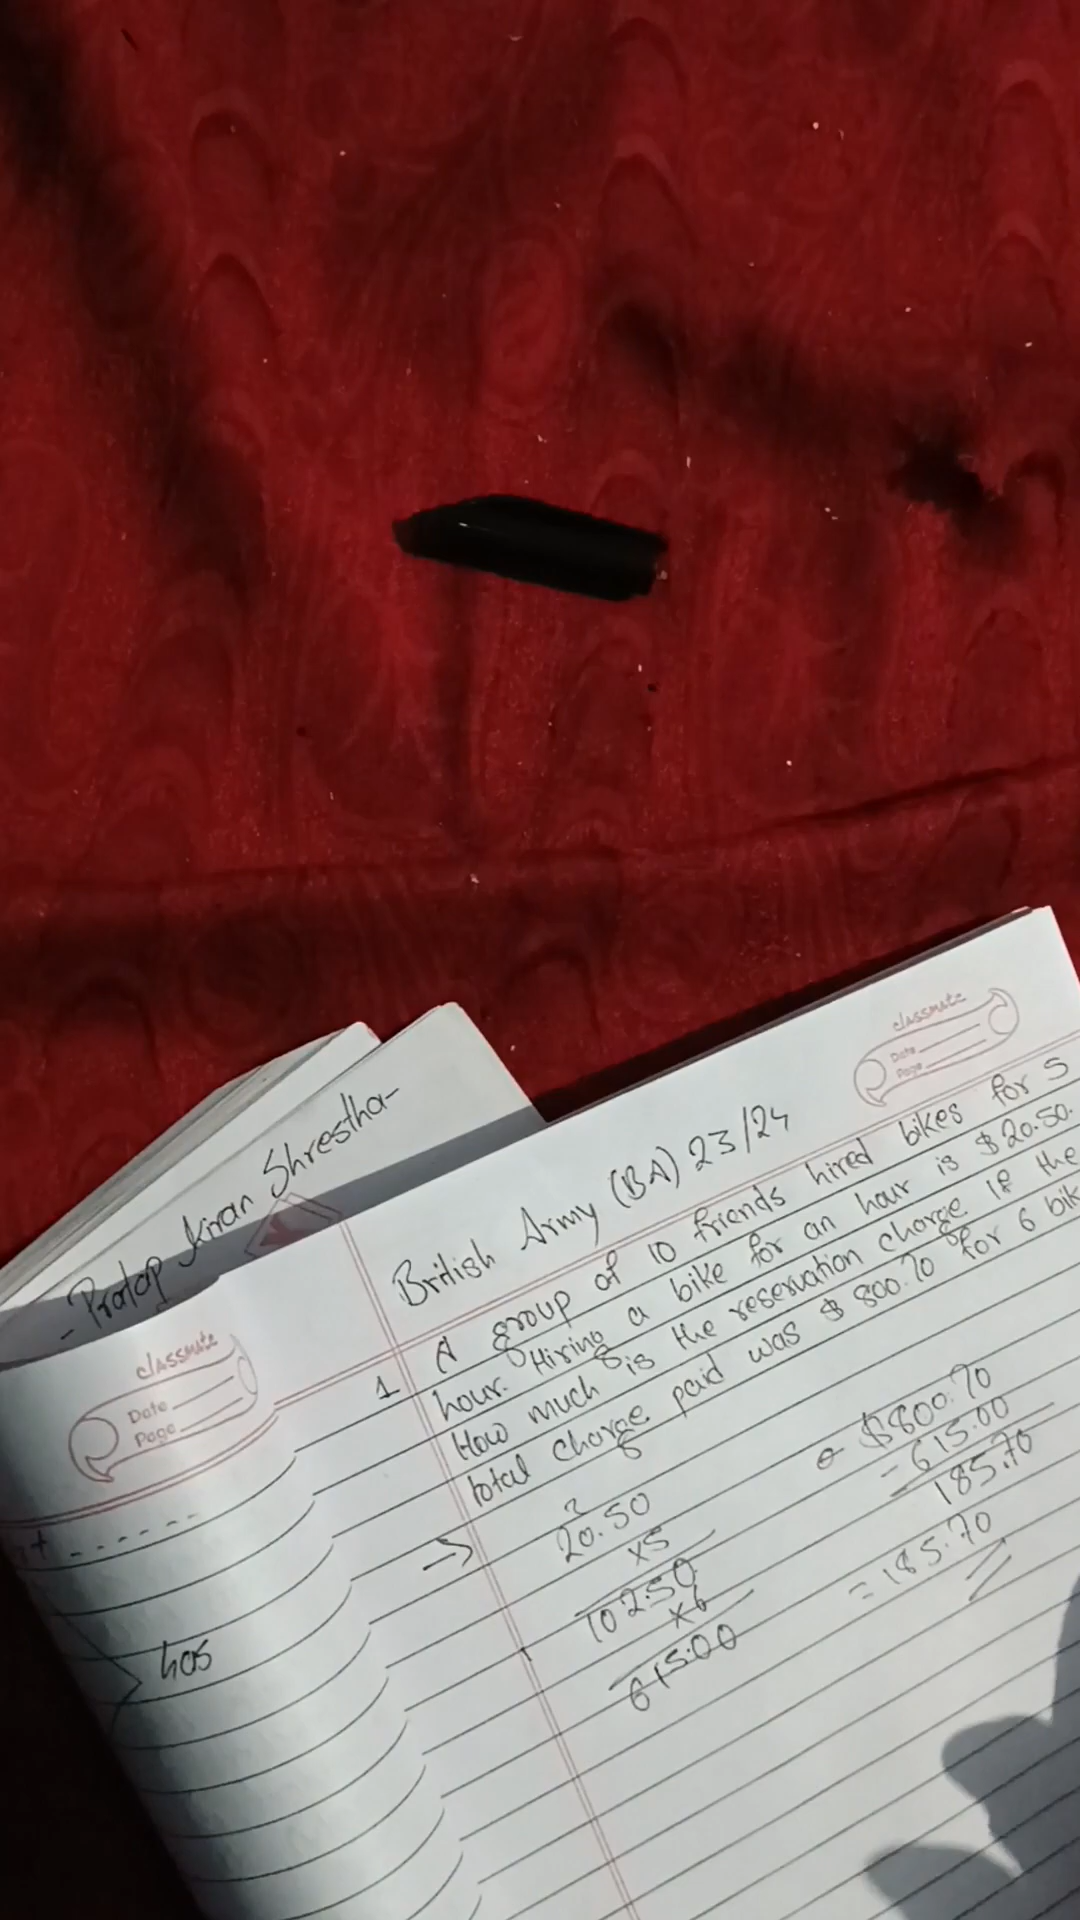 - Pratap Kiran Shrestha-
classmate
Date
Page
British Army (BA) 23/24
1 A group of 10 friends hired bikes for 5
hour. Hiring a bike for an hour is $20.50.
How much is the reservation charge if the
total charge paid was $800.70 for 6 bik
→ 2
20.50
x5
102.50
x6
615.00
$800.70
- 615.00
185.70
= 185.70
classmate
Date
Page
+ - - - - - -
has